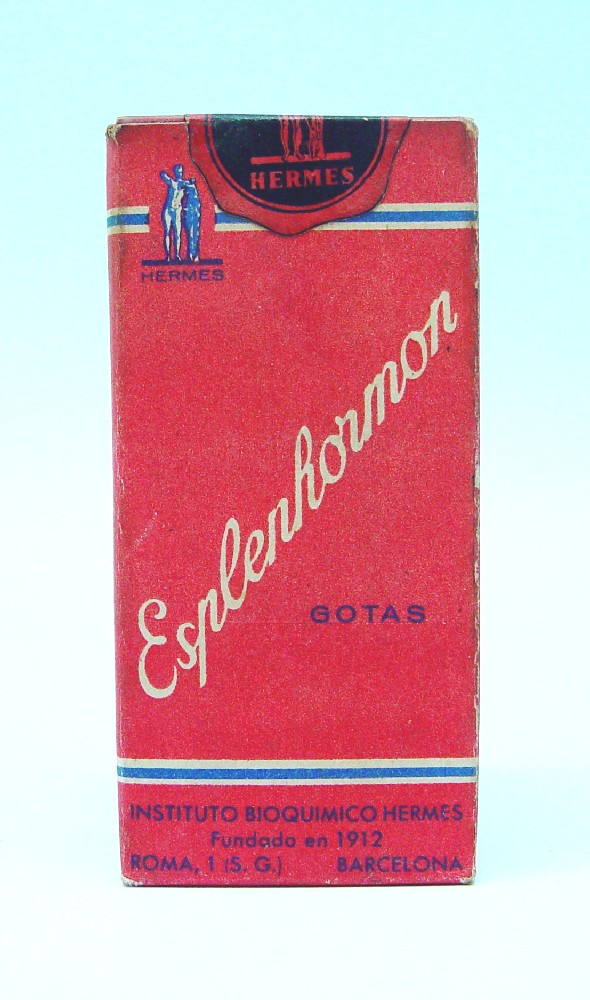 HERMES
HERMES
Esplenhormon
GOTAS
INSTITUTO BIOQUIMICO HERMES
Fundado en 1912
ROMA, 1 (S. G.) BARCELONA